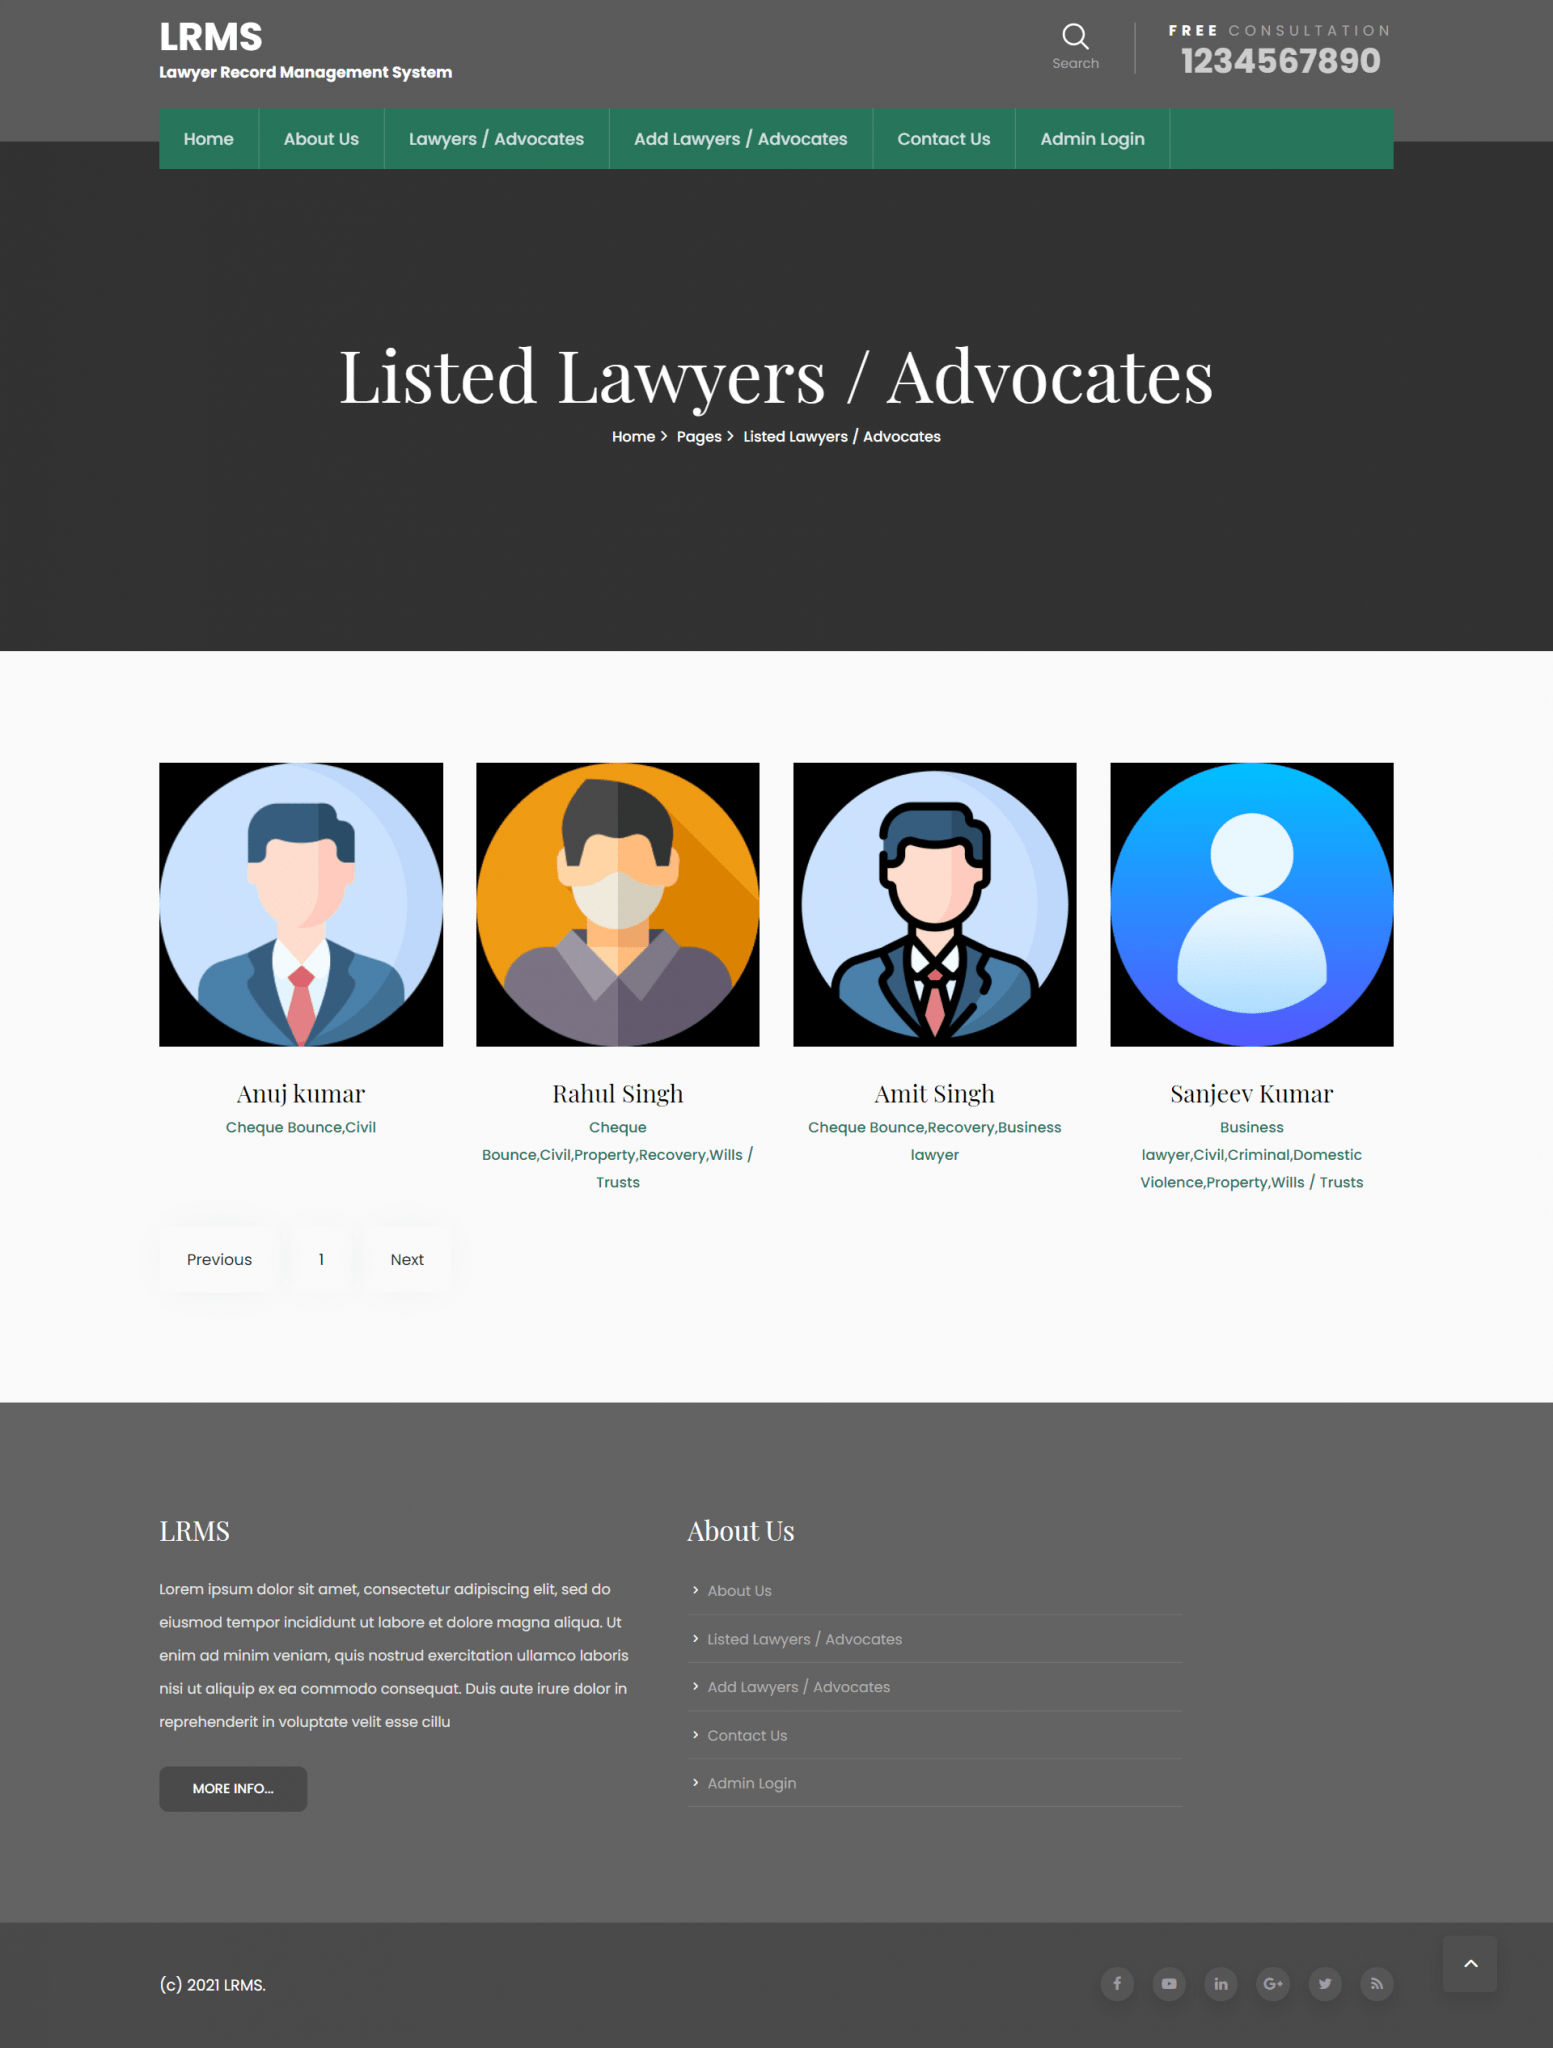 LRMS
Lawyer Record Management System
Search
FREE CONSULTATION
1234567890
Home
About Us
Lawyers / Advocates
Add Lawyers / Advocates
Contact Us
Admin Login
Listed Lawyers / Advocates
Home > Pages > Listed Lawyers / Advocates
Anuj kumar
Cheque Bounce,Civil
Rahul Singh
Cheque
Bounce,Civil,Property,Recovery,Wills /
Trusts
Amit Singh
Cheque Bounce,Recovery,Business
lawyer
Sanjeev Kumar
Business
lawyer,Civil,Criminal,Domestic
Violence,Property,Wills / Trusts
Previous
1
Next
LRMS
Lorem ipsum dolor sit amet, consectetur adipiscing elit, sed do
eiusmod tempor incididunt ut labore et dolore magna aliqua. Ut
enim ad minim veniam, quis nostrud exercitation ullamco laboris
nisi ut aliquip ex ea commodo consequat. Duis aute irure dolor in
reprehenderit in voluptate velit esse cillu
MORE INFO...
About Us
About Us
Listed Lawyers / Advocates
Add Lawyers / Advocates
Contact Us
Admin Login
(c) 2021 LRMS.